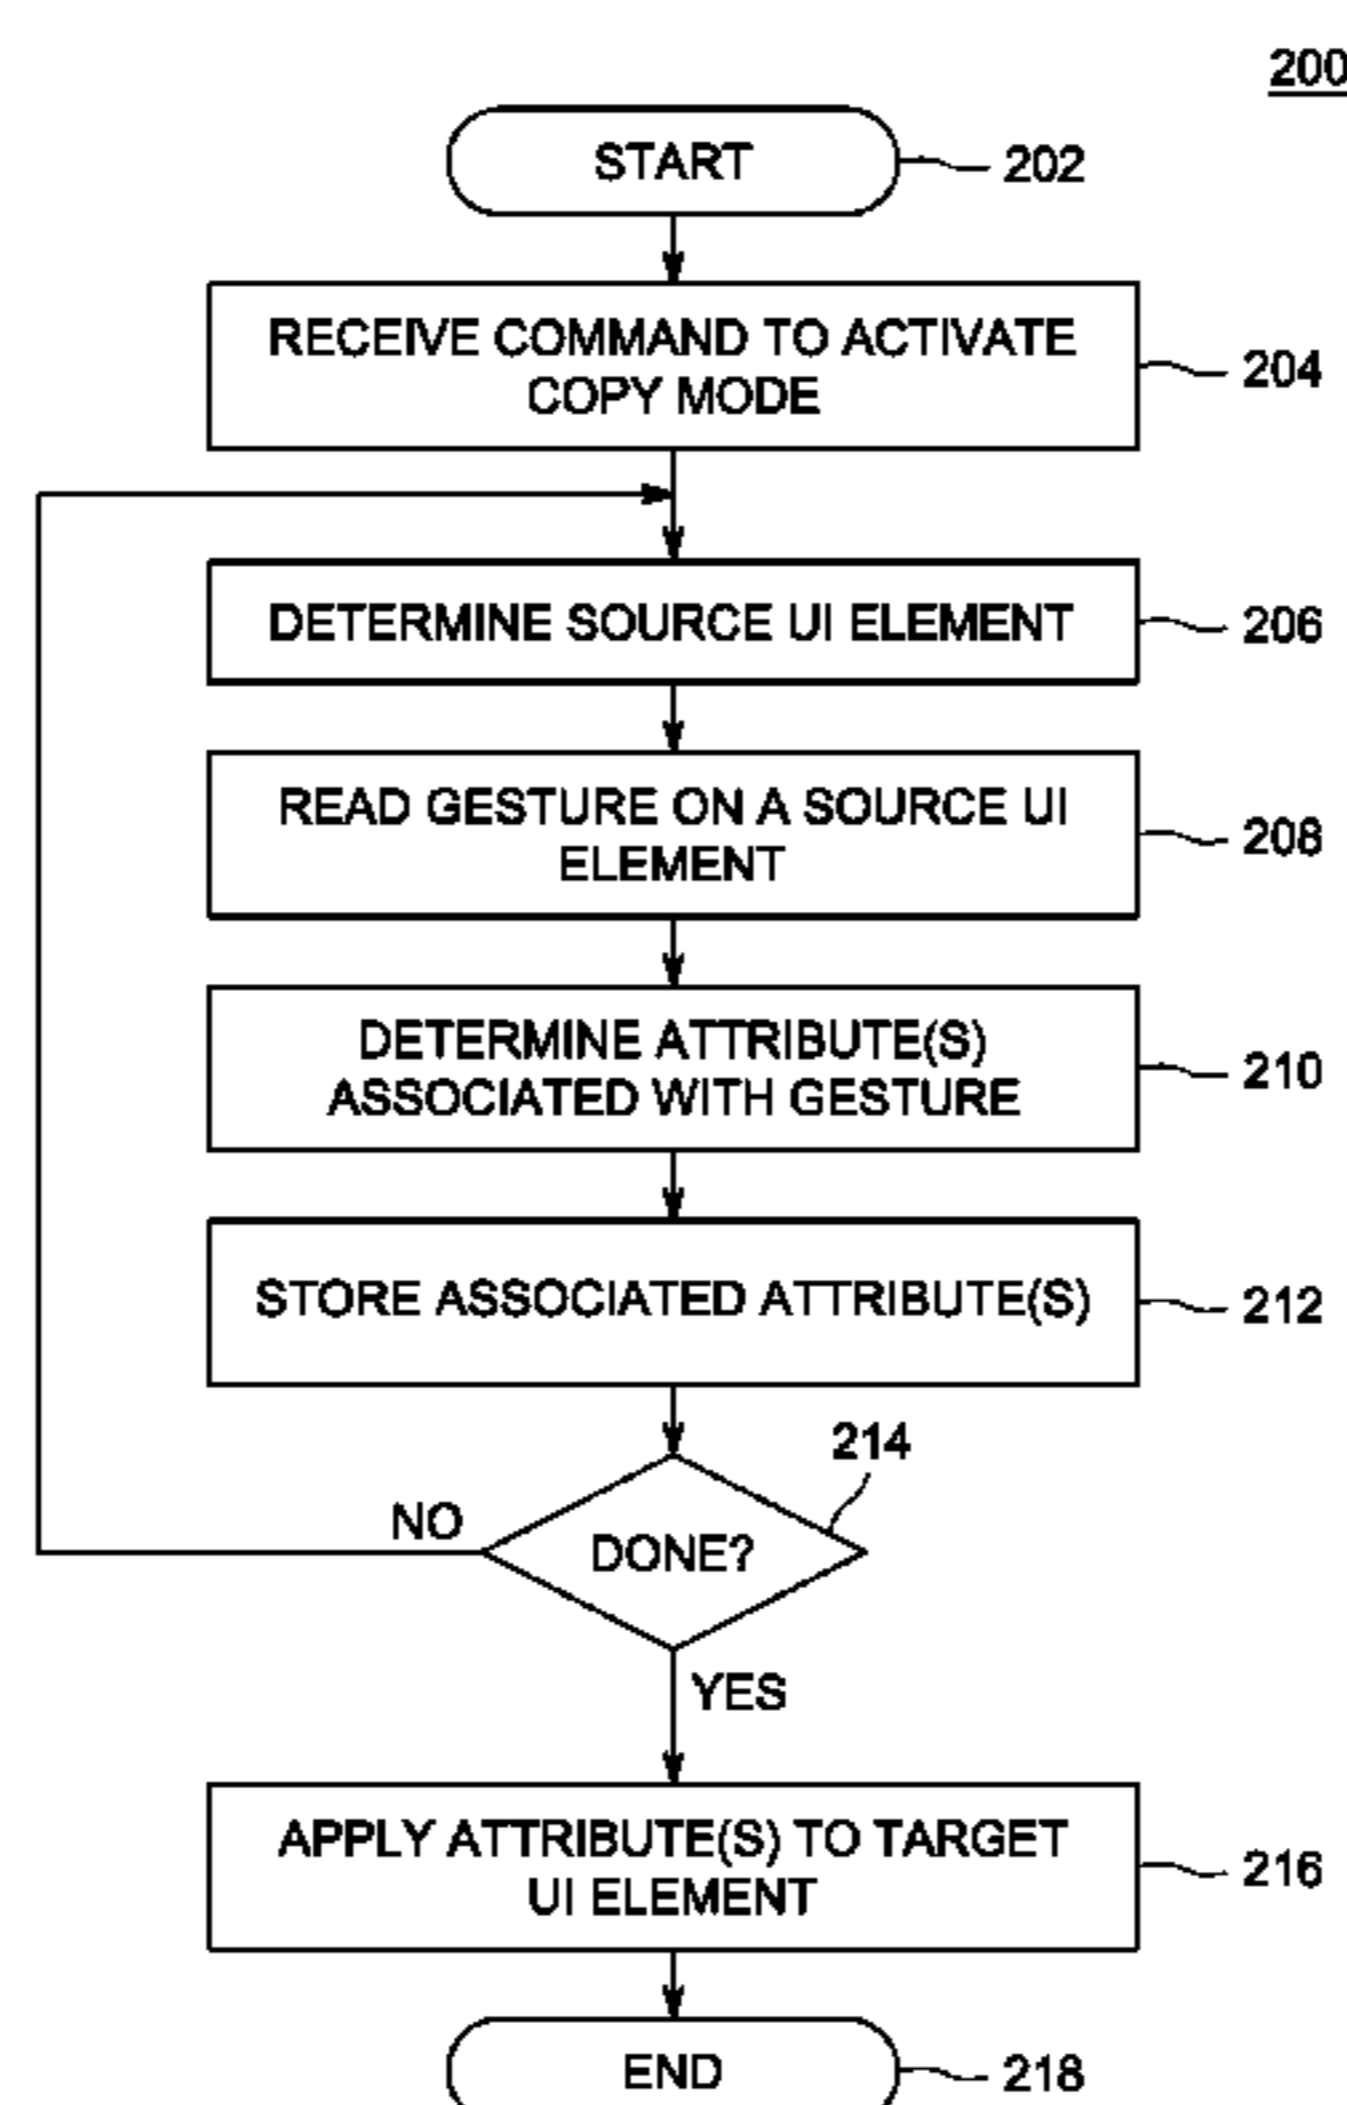 200
START
202
RECEIVE COMMAND TO ACTIVATE
COPY MODE
204
DETERMINE SOURCE UI ELEMENT
206
READ GESTURE ON A SOURCE UI
ELEMENT
208
DETERMINE ATTRIBUTE(S)
ASSOCIATED WITH GESTURE
210
STORE ASSOCIATED ATTRIBUTE(S)
212
214
NO
DONE?
YES
APPLY ATTRIBUTE(S) TO TARGET
UI ELEMENT
216
END
218